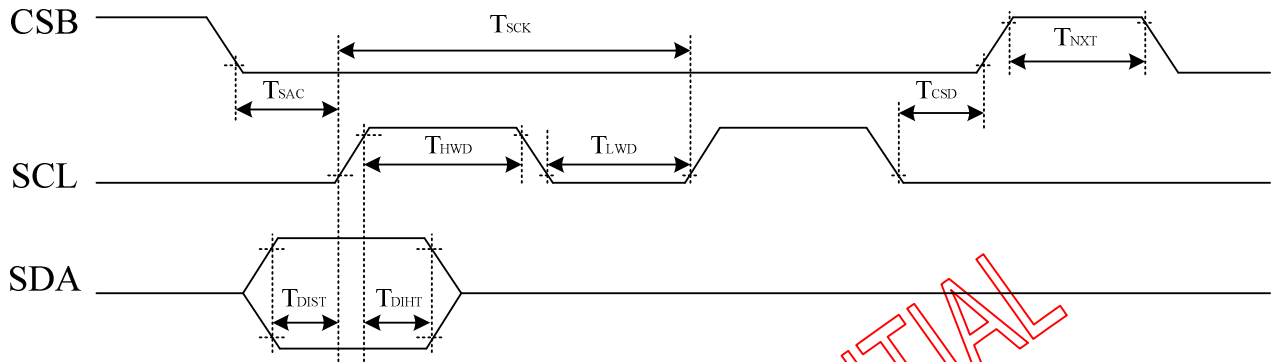 CSB
TSCK
TNXT
TSAC
TCSD
SCL
THWD
TLWD
SDA
TDIST
TDIHT
TIAL